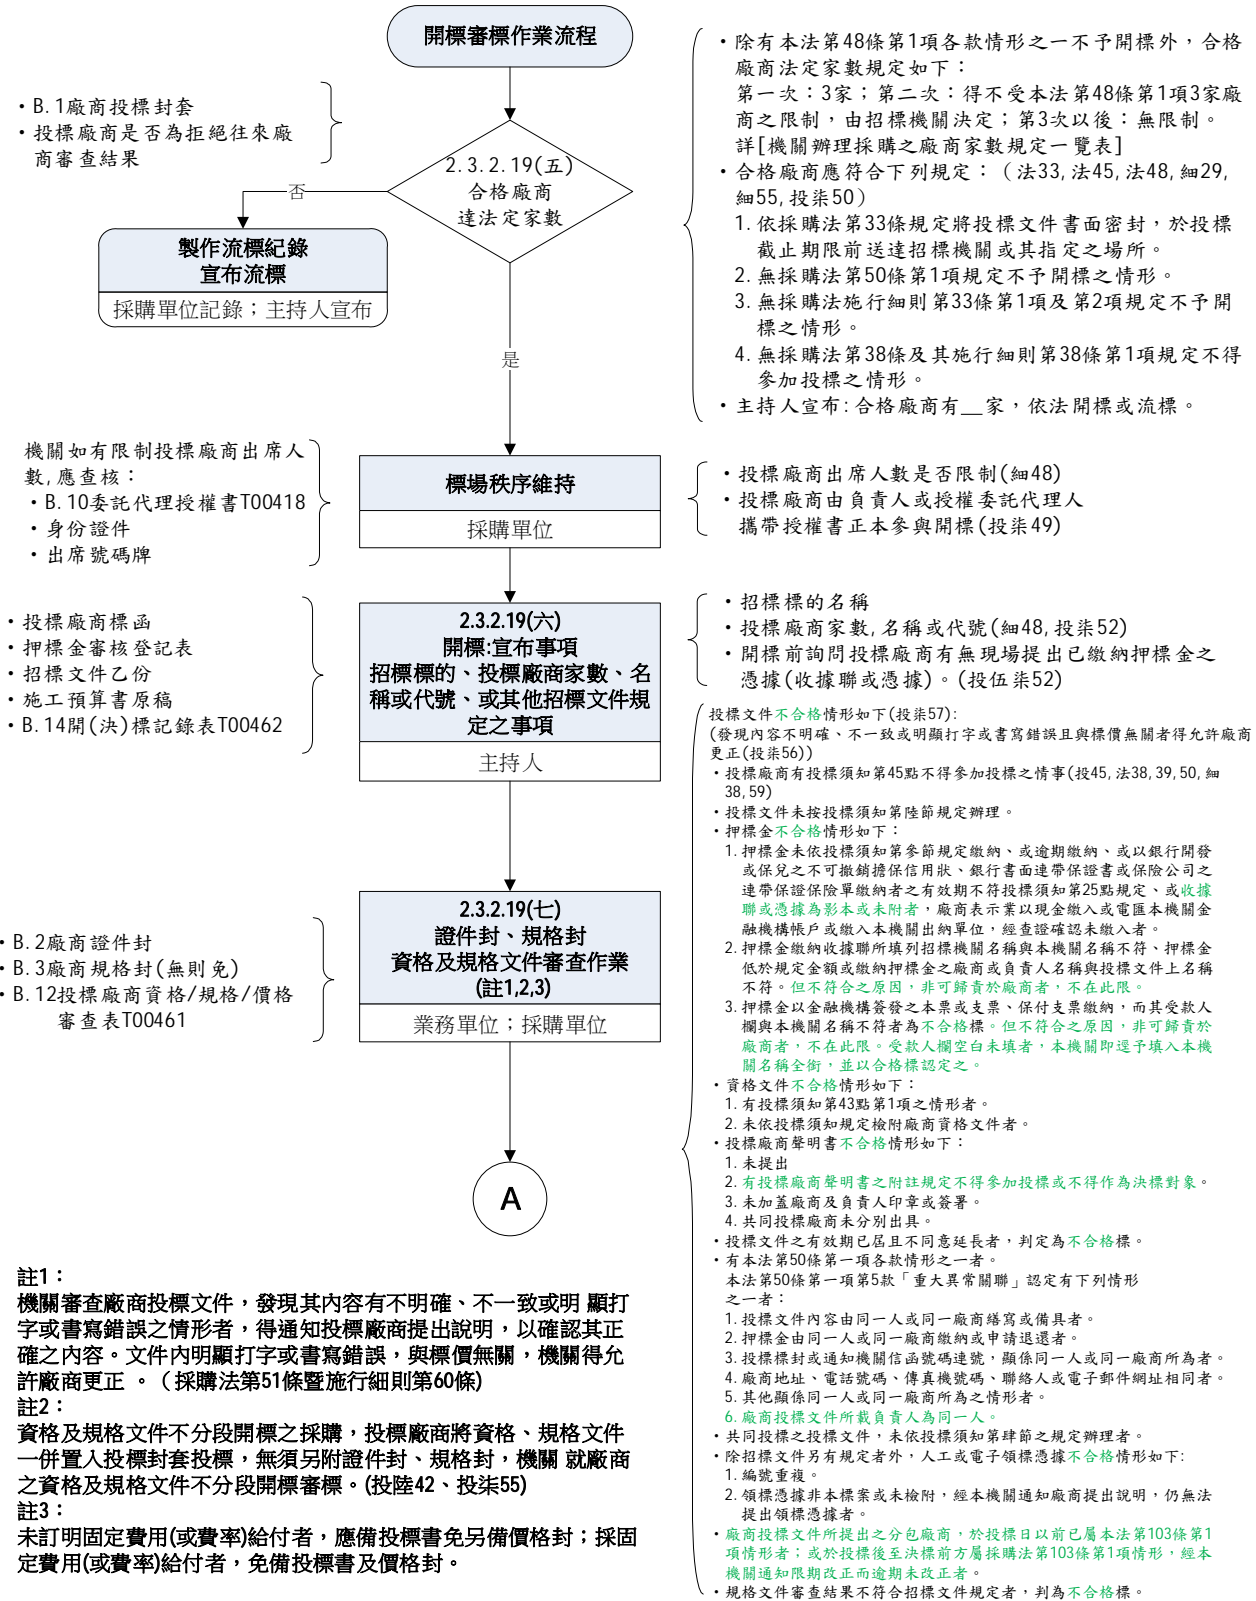 開標審標作業流程
・B.1廠商投標封套
・投標廠商是否為拒絕往來廠
商審查結果
2.3.2.19(五)
合格廠商
達法定家數
否
製作流標紀錄
宣布流標
採購單位記錄；主持人宣布
是
・除有本法第48條第1項各款情形之一不予開標外，合格
廠商法定家數規定如下：
第一次：3家；第二次：得不受本法第48條第1項3家廠
商之限制，由招標機關決定；第3次以後：無限制。
詳[機關辦理採購之廠商家數規定一覽表]
・合格廠商應符合下列規定：（法33,法45,法48,細29,
細55,投柒50）
1.依採購法第33條規定將投標文件書面密封，於投標
截止期限前送達招標機關或其指定之場所。
2.無採購法第50條第1項規定不予開標之情形。
3.無採購法施行細則第33條第1項及第2項規定不予開
標之情形。
4.無採購法第38條及其施行細則第38條第1項規定不得
參加投標之情形。
・主持人宣布:合格廠商有__家，依法開標或流標。
機關如有限制投標廠商出席人
數,應查核：
・B.10委託代理授權書T00418
・身份證件
・出席號碼牌
標場秩序維持
採購單位
・投標廠商出席人數是否限制(細48)
・投標廠商由負責人或授權委託代理人
攜帶授權書正本參與開標(投柒49)
・投標廠商標函
・押標金審核登記表
・招標文件乙份
・施工預算書原稿
・B.14開(決)標記錄表T00462
2.3.2.19(六)
開標:宣布事項
招標標的、投標廠商家數、名
稱或代號、或其他招標文件規
定之事項
主持人
・招標標的名稱
・投標廠商家數,名稱或代號(細48,投柒52)
・開標前詢問投標廠商有無現場提出已繳納押標金之
憑據(收據聯或憑據)。(投伍柒52)
・B.2廠商證件封
・B.3廠商規格封(無則免)
・B.12投標廠商資格/規格/價格
審查表T00461
2.3.2.19(七)
證件封、規格封
資格及規格文件審查作業
(註1,2,3)
業務單位；採購單位
A
投標文件不合格情形如下(投柒57):
(發現內容不明確、不一致或明顯打字或書寫錯誤且與標價無關者得允許廠商
更正(投柒56))
・投標廠商有投標須知第45點不得參加投標之情事(投45,法38,39,50,細
38,59)
・投標文件未按投標須知第陸節規定辦理。
・押標金不合格情形如下：
1.押標金未依投標須知第參節規定繳納、或逾期繳納、或以銀行開發
或保兌之不可撤銷擔保信用狀、銀行書面連帶保證書或保險公司之
連帶保證保險單繳納者之有效期不符投標須知第25點規定、或收據
聯或憑據為影本或未附者，廠商表示業以現金繳入或電匯本機關金
融機構帳戶或繳入本機關出納單位，經查證確認未繳入者。
2.押標金繳納收據聯所填列招標機關名稱與本機關名稱不符、押標金
低於規定金額或繳納押標金之廠商或負責人名稱與投標文件上名稱
不符。但不符合之原因，非可歸責於廠商者，不在此限。
3.押標金以金融機構簽發之本票或支票、保付支票繳納，而其受款人
欄與本機關名稱不符者為不合格標。但不符合之原因，非可歸責於
廠商者，不在此限。受款人欄空白未填者，本機關即逕予填入本機
關名稱全銜，並以合格標認定之。
・資格文件不合格情形如下：
1.有投標須知第43點第1項之情形者。
2.未依投標須知規定檢附廠商資格文件者。
・投標廠商聲明書不合格情形如下：
1.未提出
2.有投標廠商聲明書之附註規定不得參加投標或不得作為決標對象。
3.未加蓋廠商及負責人印章或簽署。
4.共同投標廠商未分別出具。
・投標文件之有效期已屆且不同意延長者，判定為不合格標。
・有本法第50條第一項各款情形之一者。
本法第50條第一項第5款「重大異常關聯」認定有下列情形
之一者：
1.投標文件內容由同一人或同一廠商繕寫或備具者。
2.押標金由同一人或同一廠商繳納或申請退還者。
3.投標標封或通知機關信函號碼連號，顯係同一人或同一廠商所為者。
4.廠商地址、電話號碼、傳真機號碼、聯絡人或電子郵件網址相同者。
5.其他顯係同一人或同一廠商所為之情形者。
6.廠商投標文件所載負責人為同一人。
・共同投標之投標文件，未依投標須知第肆節之規定辦理者。
・除招標文件另有規定者外，人工或電子領標憑據不合格情形如下:
1.編號重複。
2.領標憑據非本標案或未檢附，經本機關通知廠商提出說明，仍無法
提出領標憑據者。
・廠商投標文件所提出之分包廠商，於投標日以前已屬本法第103條第1
項情形者；或於投標後至決標前方屬採購法第103條第1項情形，經本
機關通知限期改正而逾期未改正者。
・規格文件審查結果不符合招標文件規定者，判為不合格標。
註1：
機關審查廠商投標文件，發現其內容有不明確、不一致或明 顯打
字或書寫錯誤之情形者，得通知投標廠商提出說明，以確認其正
確之內容。文件內明顯打字或書寫錯誤，與標價無關，機關得允
許廠商更正 。（採購法第51條暨施行細則第60條)
註2：
資格及規格文件不分段開標之採購，投標廠商將資格、規格文件
一併置入投標封套投標，無須另附證件封、規格封，機關 就廠商
之資格及規格文件不分段開標審標。(投陸42、投柒55)
註3：
未訂明固定費用(或費率)給付者，應備投標書免另備價格封；採固
定費用(或費率)給付者，免備投標書及價格封。